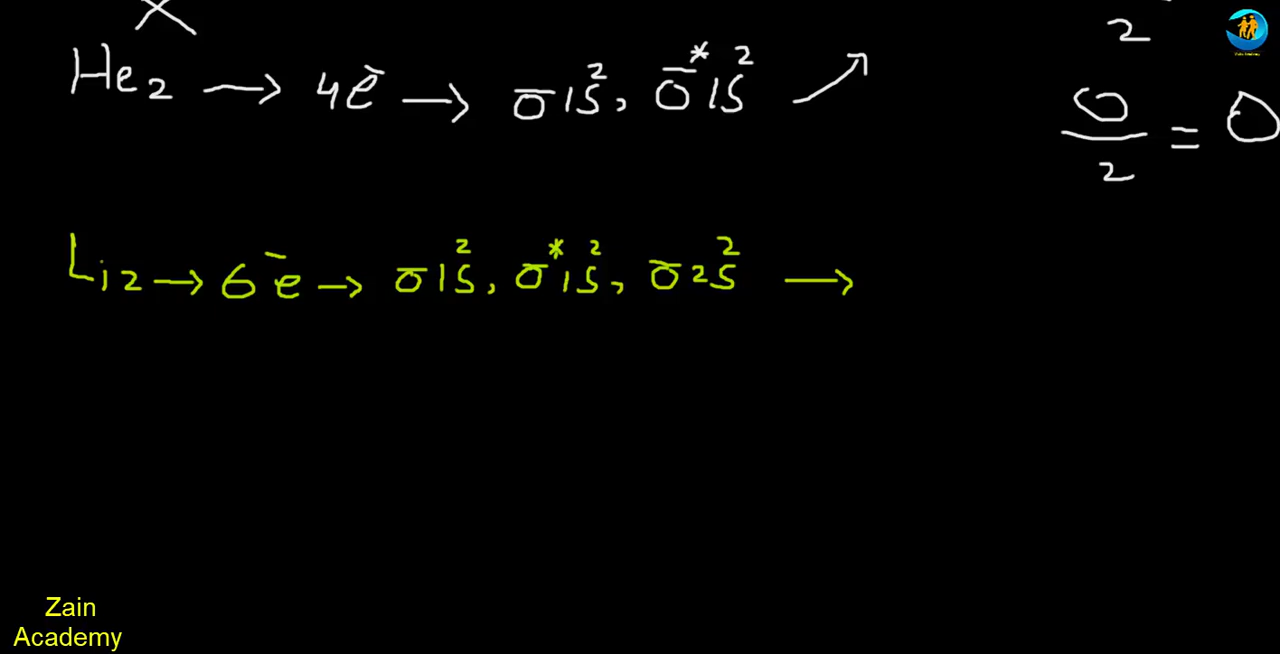 2
He2 → 4e⁻ → σ1s², σ*1s² ↗
0/2 = 0
Li2 → 6e⁻ → σ1s², σ*1s², σ2s² →
Zain
Academy